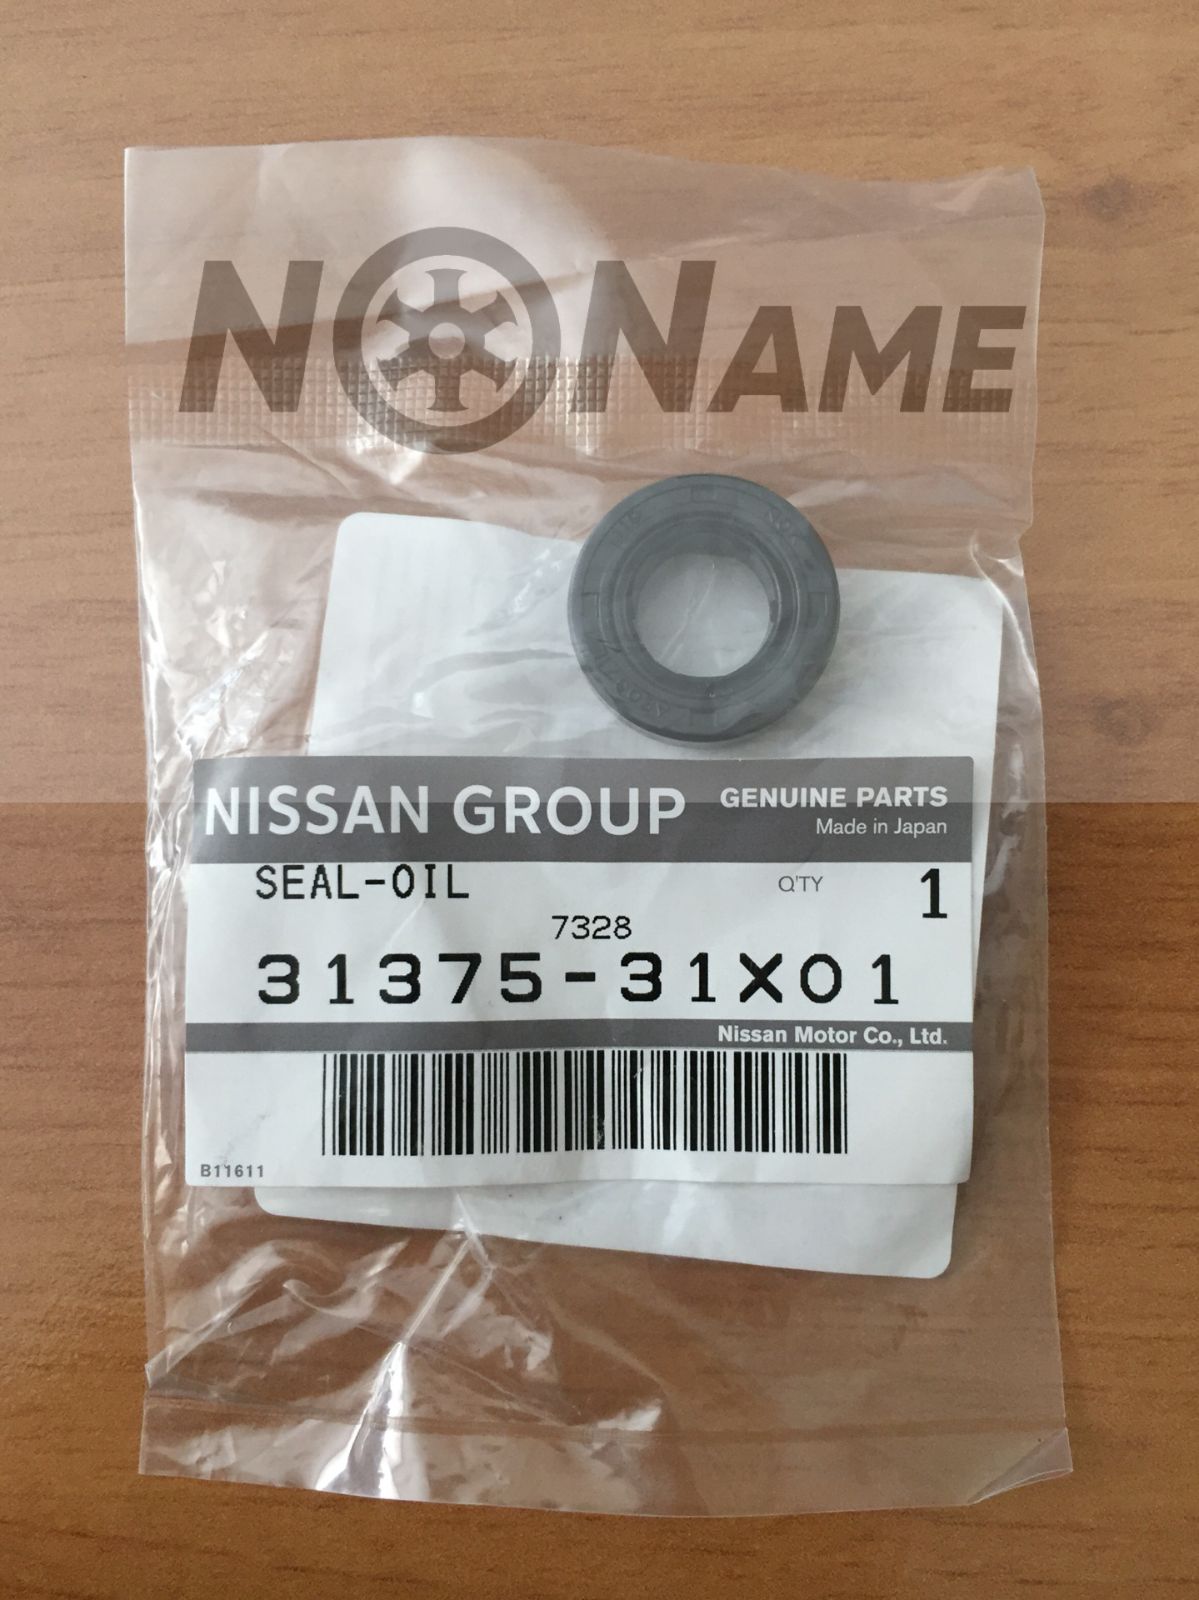 NONAME
NOK
NISSAN GROUP
GENUINE PARTS
Made in Japan
SEAL-OIL
Q'TY
1
7328
31375-31X01
Nissan Motor Co., Ltd.
B11611